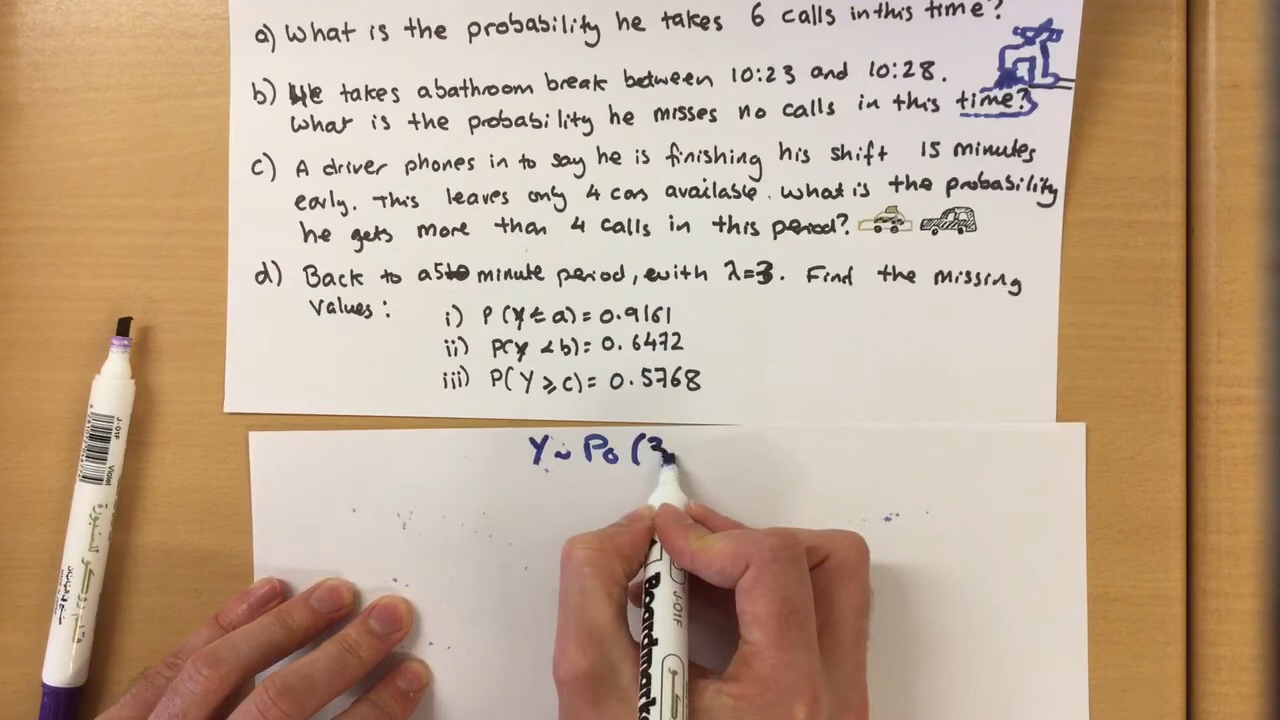 a) What is the probability he takes 6 calls in this time?
b) He takes a bathroom break between 10:23 and 10:28.
What is the probability he misses no calls in this time?
c) A driver phones in to say he is finishing his shift 15 minutes
early. This leaves only 4 cars available. What is the probability
he gets more than 4 calls in this period?
d) Back to a 5 minute period, with λ=3. Find the missing
values:
i) P(Y ≤ a) = 0.9161
ii) P(Y < b) = 0.6472
iii) P(Y ≥ c) = 0.5768
Y ~ Po (3
J-01F
Violet
J-01F
Boardmark